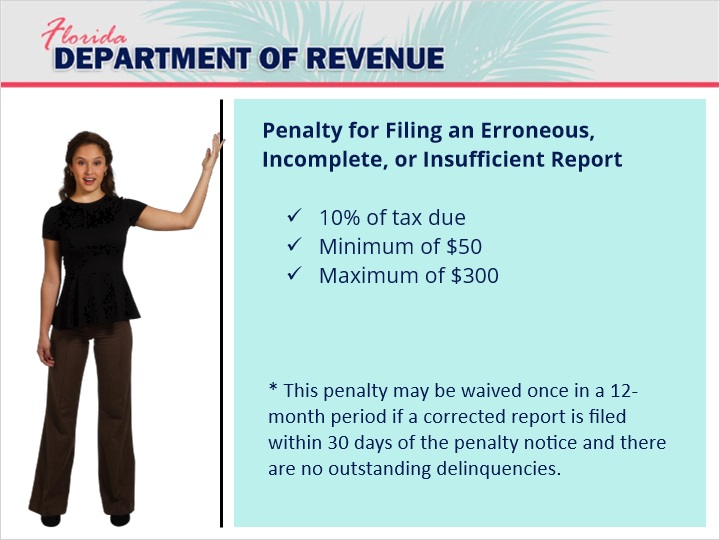 Florida
DEPARTMENT OF REVENUE
Penalty for Filing an Erroneous,
Incomplete, or Insufficient Report
✓ 10% of tax due
✓ Minimum of $50
✓ Maximum of $300
* This penalty may be waived once in a 12-
month period if a corrected report is filed
within 30 days of the penalty notice and there
are no outstanding delinquencies.